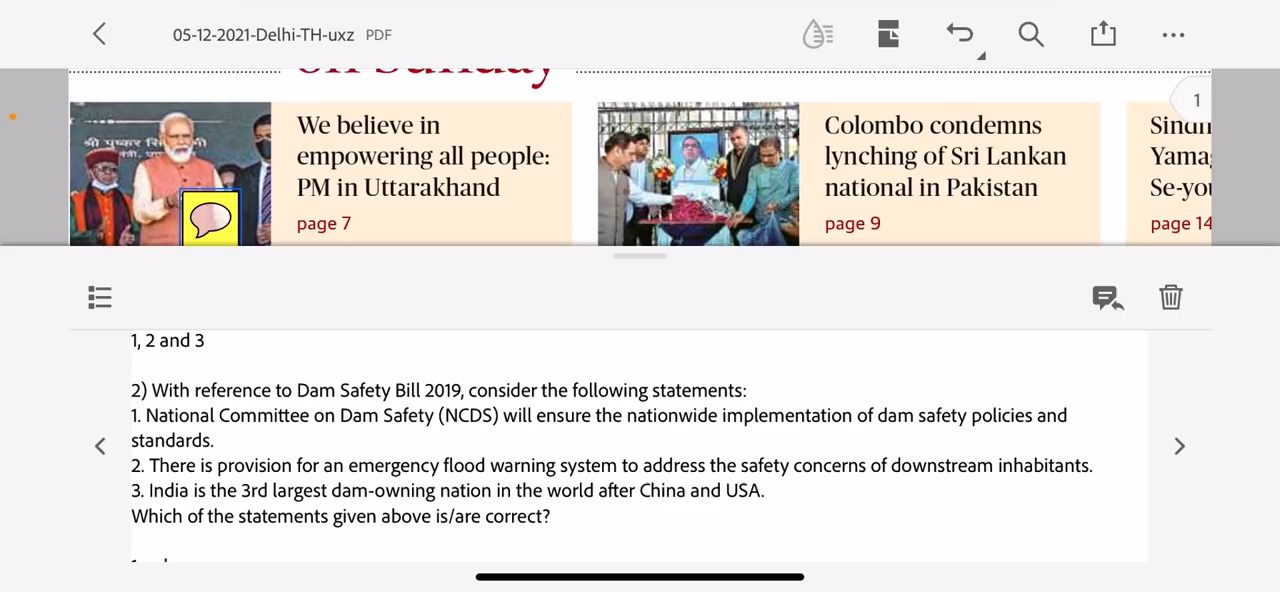 05-12-2021-Delhi-TH-uxz PDF
on Sunday
1
श्री पुष्कर
We believe in
empowering all people:
PM in Uttarakhand
page 7
Colombo condemns
lynching of Sri Lankan
national in Pakistan
page 9
Se-yo
page 14
1, 2 and 3
2) With reference to Dam Safety Bill 2019, consider the following statements:
1. National Committee on Dam Safety (NCDS) will ensure the nationwide implementation of dam safety policies and
standards.
2. There is provision for an emergency flood warning system to address the safety concerns of downstream inhabitants.
3. India is the 3rd largest dam-owning nation in the world after China and USA.
Which of the statements given above is/are correct?